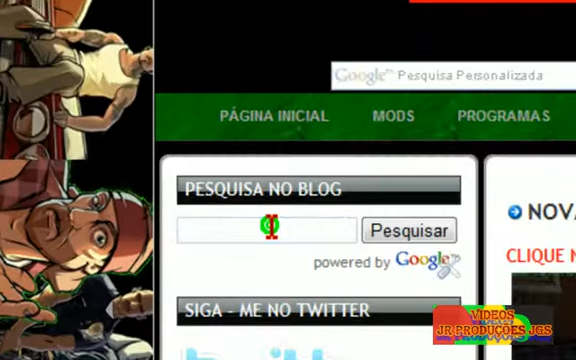 Google™ Pesquisa Personalizada
PÁGINA INICIAL MODS PROGRAMAS
PESQUISA NO BLOG
Pesquisar
powered by Google
SIGA - ME NO TWITTER
NOV
CLIQUE N
VIDEOS
JR PRODUÇÕES JGS